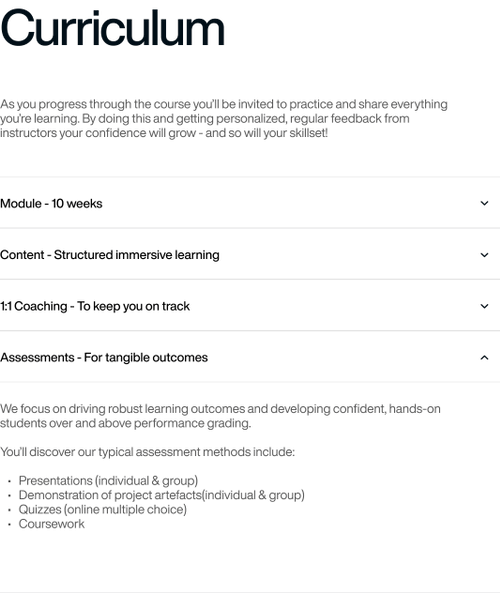 Curriculum
As you progress through the course you'll be invited to practice and share everything
you're learning. By doing this and getting personalized, regular feedback from
instructors your confidence will grow - and so will your skillset!
Module - 10 weeks
Content - Structured immersive learning
1:1 Coaching - To keep you on track
Assessments - For tangible outcomes
We focus on driving robust learning outcomes and developing confident, hands-on
students over and above performance grading.
You'll discover our typical assessment methods include:
• Presentations (individual & group)
• Demonstration of project artefacts(individual & group)
• Quizzes (online multiple choice)
• Coursework